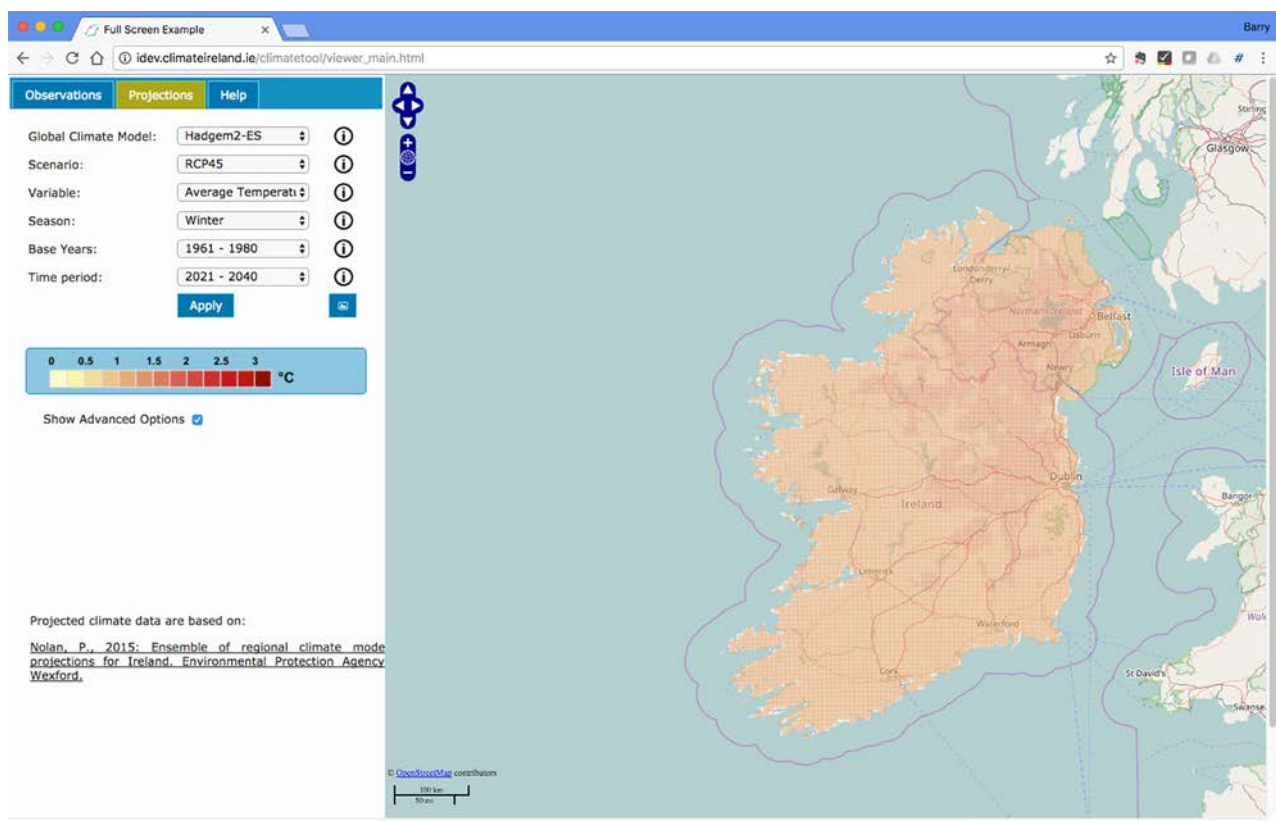 Full Screen Example
Barry
idev.climateireland.ie/climatetool/viewer_main.html
Observations Projections Help
Global Climate Model: Hadgem2-ES
Scenario: RCP45
Variable: Average Temperatu
Season: Winter
Base Years: 1961 - 1980
Time period: 2021 - 2040
Apply
0 0.5 1 1.5 2 2.5 3
°C
Show Advanced Options
Projected climate data are based on:
Nolan, P., 2015: Ensemble of regional climate mode
projections for Ireland. Environmental Protection Agency
Wexford.
Stirling
Glasgow
Londonderry/
Derry
Northern Ireland
Belfast
Lisburn
Armagh
Newry
Isle of Man
Dublin
Galway
Ireland
Bangor
Limerick
Waterford
Wale
Cork
St David's
Swanse
© OpenStreetMap contributors
100 km
50 mi